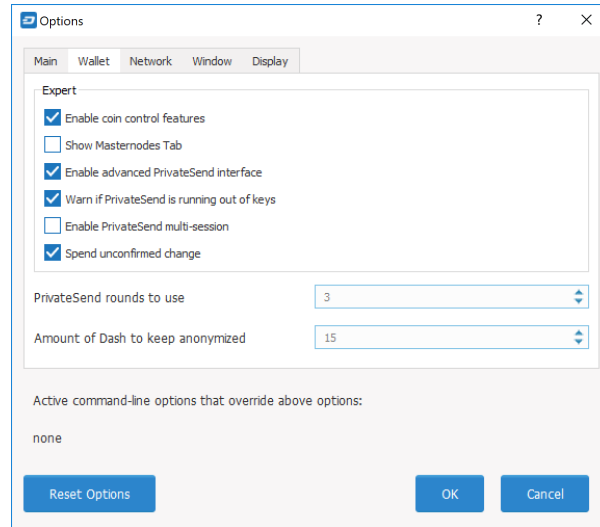 Options
?
Main Wallet Network Window Display
Expert
Enable coin control features
Show Masternodes Tab
Enable advanced PrivateSend interface
Warn if PrivateSend is running out of keys
Enable PrivateSend multi-session
Spend unconfirmed change
PrivateSend rounds to use 3
Amount of Dash to keep anonymized 15
Active command-line options that override above options:
none
Reset Options OK Cancel